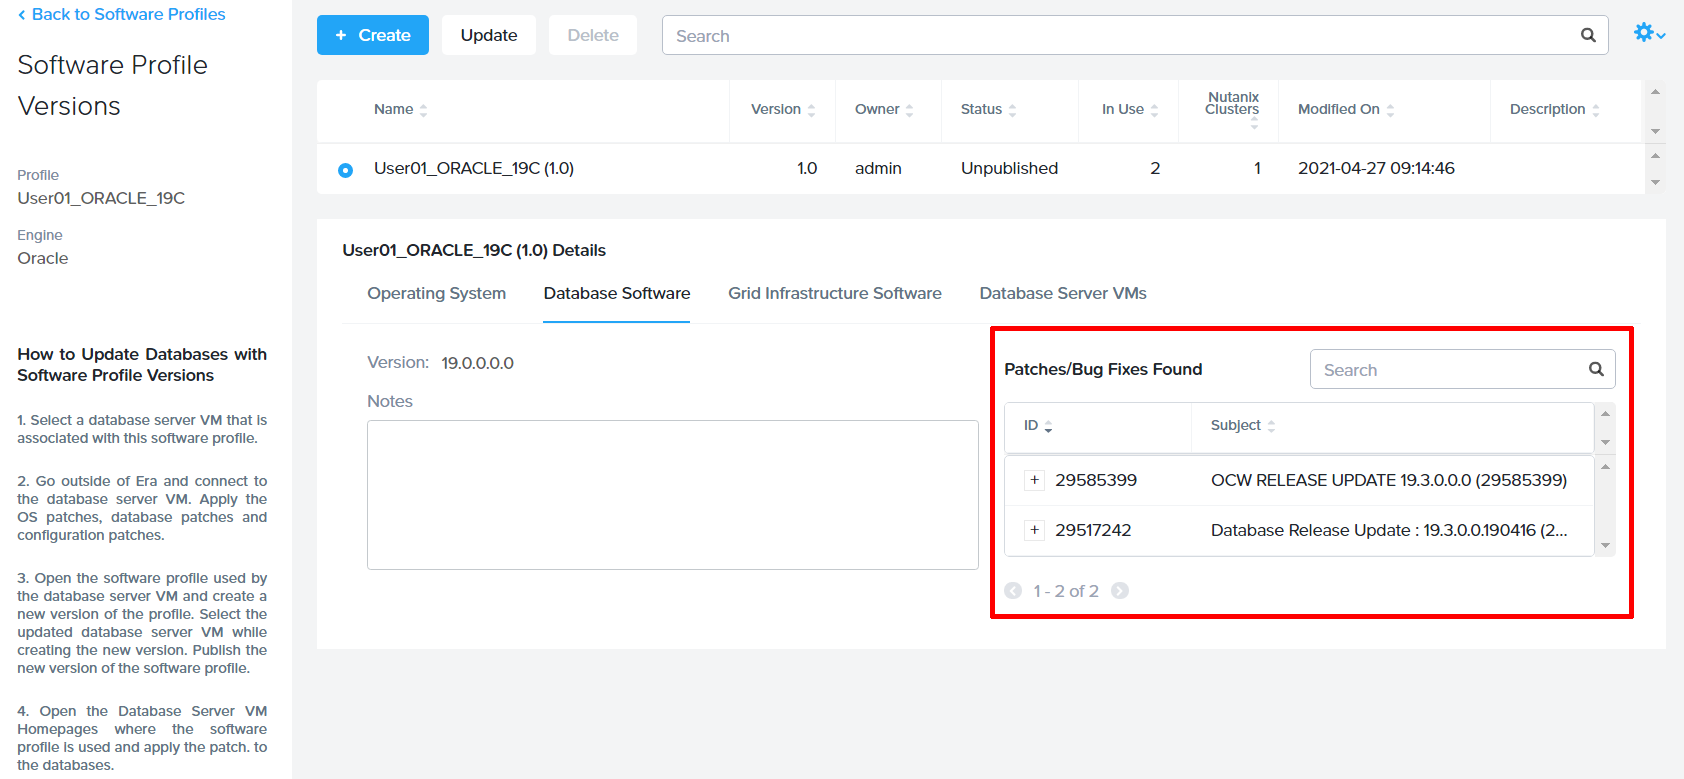 Back to Software Profiles
Software Profile
Versions
Profile
User01_ORACLE_19C
Engine
Oracle
How to Update Databases with
Software Profile Versions
1. Select a database server VM that is
associated with this software profile.
2. Go outside of Era and connect to
the database server VM. Apply the
OS patches, database patches and
configuration patches.
3. Open the software profile used by
the database server VM and create a
new version of the profile. Select the
updated database server VM while
creating the new version. Publish the
new version of the software profile.
4. Open the Database Server VM
Homepages where the software
profile is used and apply the patch. to
the databases.
+ Create Update Delete Search
Name Version Owner Status In Use Nutanix Clusters Modified On Description
User01_ORACLE_19C (1.0) 1.0 admin Unpublished 2 1 2021-04-27 09:14:46
User01_ORACLE_19C (1.0) Details
Operating System Database Software Grid Infrastructure Software Database Server VMs
Version: 19.0.0.0.0
Notes
Patches/Bug Fixes Found Search
ID Subject
+ 29585399 OCW RELEASE UPDATE 19.3.0.0.0 (29585399)
+ 29517242 Database Release Update : 19.3.0.0.190416 (2...
1 - 2 of 2